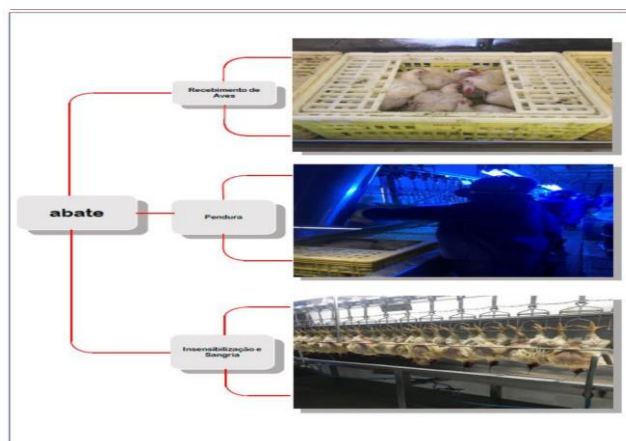 Recebimento de
Aves
abate
Pendura
Insensibilização e
Sangria